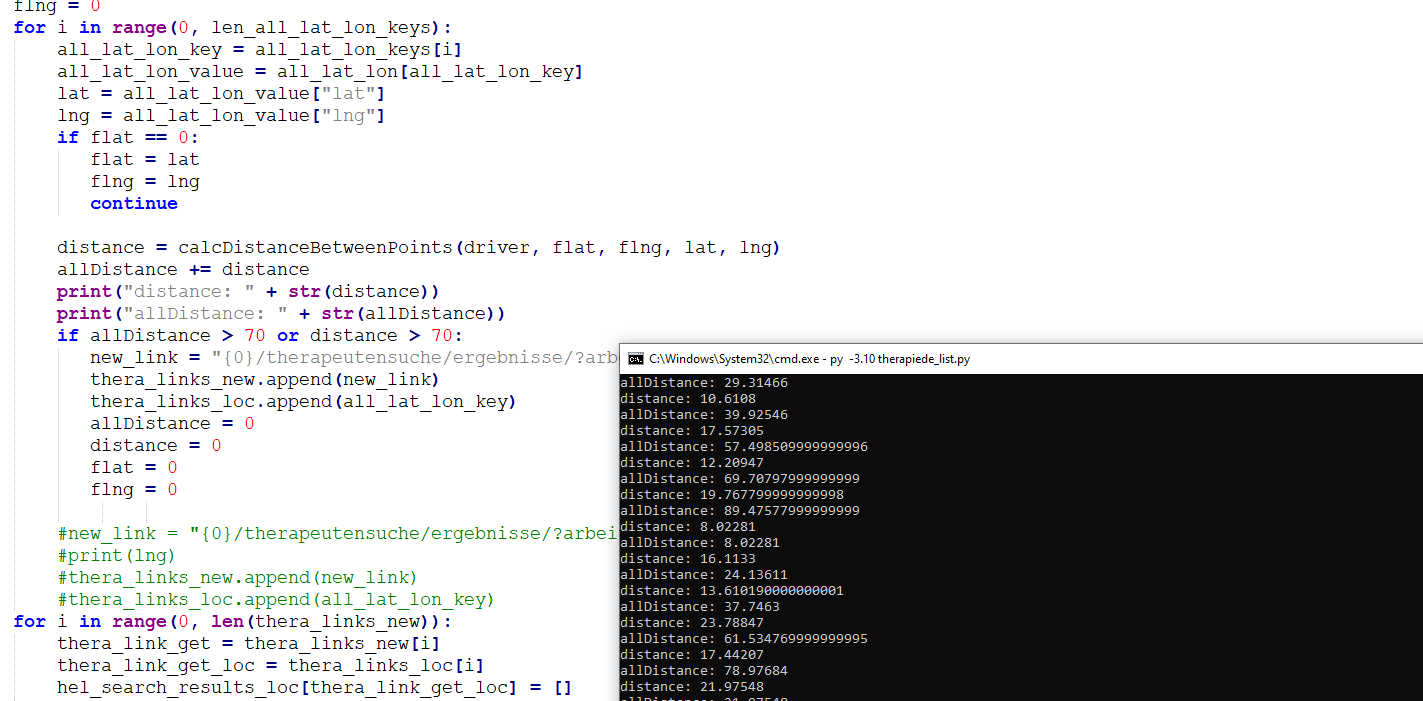 flng = 0
for i in range(0, len_all_lat_lon_keys):
    all_lat_lon_key = all_lat_lon_keys[i]
    all_lat_lon_value = all_lat_lon[all_lat_lon_key]
    lat = all_lat_lon_value["lat"]
    lng = all_lat_lon_value["lng"]
    if flat == 0:
       flat = lat
       flng = lng
       continue
    distance = calcDistanceBetweenPoints(driver, flat, flng, lat, lng)
    allDistance += distance
    print("distance: " + str(distance))
    print("allDistance: " + str(allDistance))
    if allDistance > 70 or distance > 70:
       new_link = "{0}/therapeutensuche/ergebnisse/?arb
       thera_links_new.append(new_link)
       thera_links_loc.append(all_lat_lon_key)
       allDistance = 0
       distance = 0
       flat = 0
       flng = 0
    #new_link = "{0}/therapeutensuche/ergebnisse/?arbei
    #print(lng)
    #thera_links_new.append(new_link)
    #thera_links_loc.append(all_lat_lon_key)
for i in range(0, len(thera_links_new)):
    thera_link_get = thera_links_new[i]
    thera_link_get_loc = thera_links_loc[i]
    hel_search_results_loc[thera_link_get_loc] = []
C:\Windows\System32\cmd.exe - py  -3.10 therapiede_list.py
allDistance: 29.31466
distance: 10.6108
allDistance: 39.92546
distance: 17.57305
allDistance: 57.498509999999996
distance: 12.20947
allDistance: 69.70797999999999
distance: 19.767799999999998
allDistance: 89.47577999999999
distance: 8.02281
allDistance: 8.02281
distance: 16.1133
allDistance: 24.13611
distance: 13.610190000000001
allDistance: 37.7463
distance: 23.78847
allDistance: 61.534769999999995
distance: 17.44207
allDistance: 78.97684
distance: 21.97548
allDistance: 21.97548